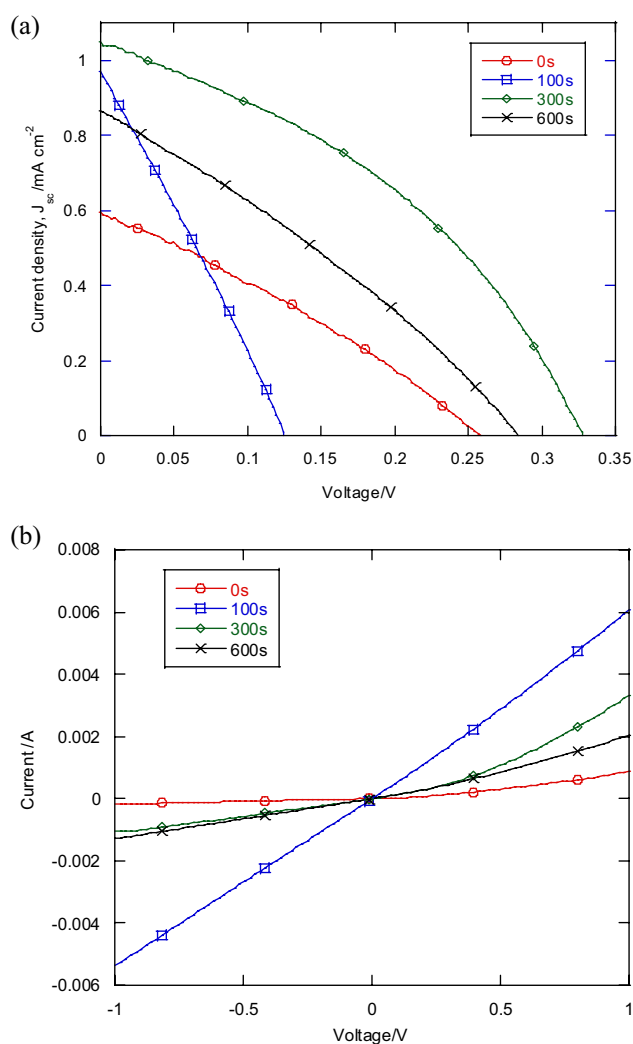 (a)
1
0.8
0.6
0.4
0.2
0
Current density, J_sc /mA cm^-2
0s
100s
300s
600s
0 0.05 0.1 0.15 0.2 0.25 0.3 0.35
Voltage/V
(b)
0.008
0.006
0.004
0.002
0
-0.002
-0.004
-0.006
Current /A
0s
100s
300s
600s
-1 -0.5 0 0.5 1
Voltage/V